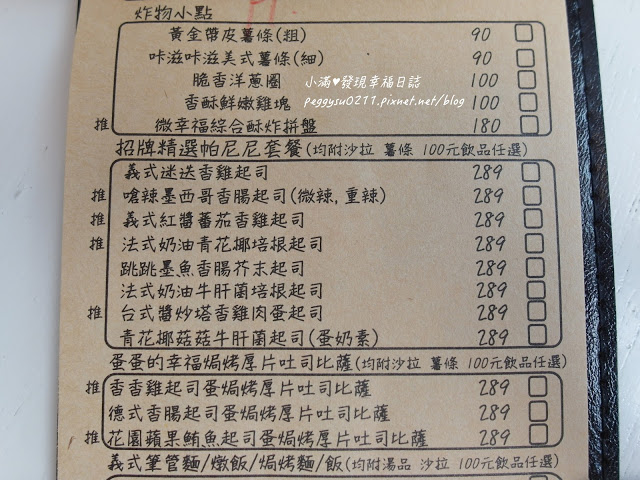 炸物小點
黃金帶皮薯條(粗) 90
咔滋咔滋美式薯條(細) 90
脆香洋蔥圈 100
香酥鮮嫩雞塊 100
推 微幸福綜合酥炸拼盤 180
小滿♥發現幸福日誌
peggysu0211.pixnet.net/blog
招牌精選帕尼尼套餐(均附沙拉 薯條 100元飲品任選)
義式迷迭香雞起司 289
推 嗆辣墨西哥香腸起司(微辣,重辣) 289
推 義式紅醬蕃茄香雞起司 289
推 法式奶油青花椰培根起司 289
跳跳墨魚香腸芥末起司 289
法式奶油牛肝菌培根起司 289
推 台式醬炒塔香雞肉蛋起司 289
青花椰菇菇牛肝菌起司(蛋奶素) 289
蛋蛋的幸福焗烤厚片吐司比薩(均附沙拉 薯條 100元飲品任選)
推 香香雞起司蛋焗烤厚片吐司比薩 289
德式香腸起司蛋焗烤厚片吐司比薩 289
推 花園蘋果鮪魚起司蛋焗烤厚片吐司比薩 289
義式筆管麵/燉飯/焗烤麵/飯(均附湯品 沙拉 100元飲品任選)